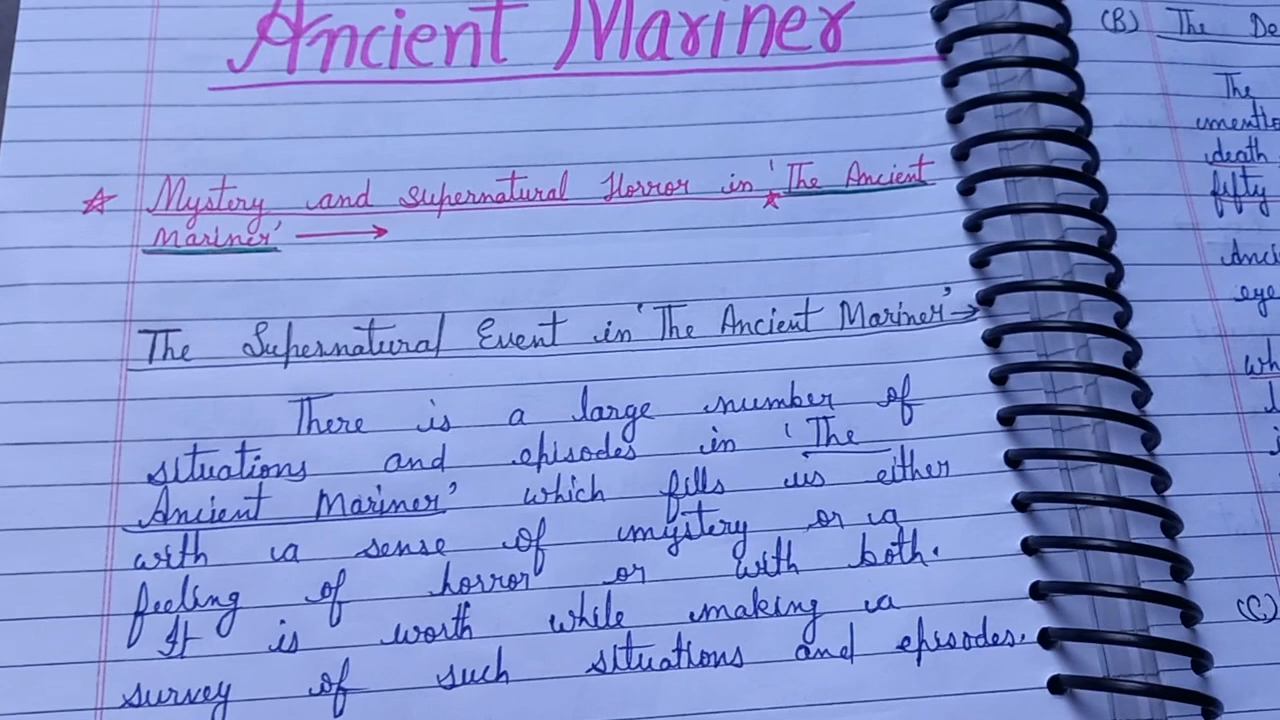 Ancient Mariner
☆ Mystery and Supernatural Horror in 'The Ancient
Mariner' →
The Supernatural Event in 'The Ancient Mariner' →
There is a large number of
situations and episodes in 'The
Ancient Mariner' which fills us either
with a sense of mystery or a
feeling of horror or with both.
It is worth while making a
survey of such situations and episodes.
(B) The De
The
death
fifty
Anci
eye
wh
(C)